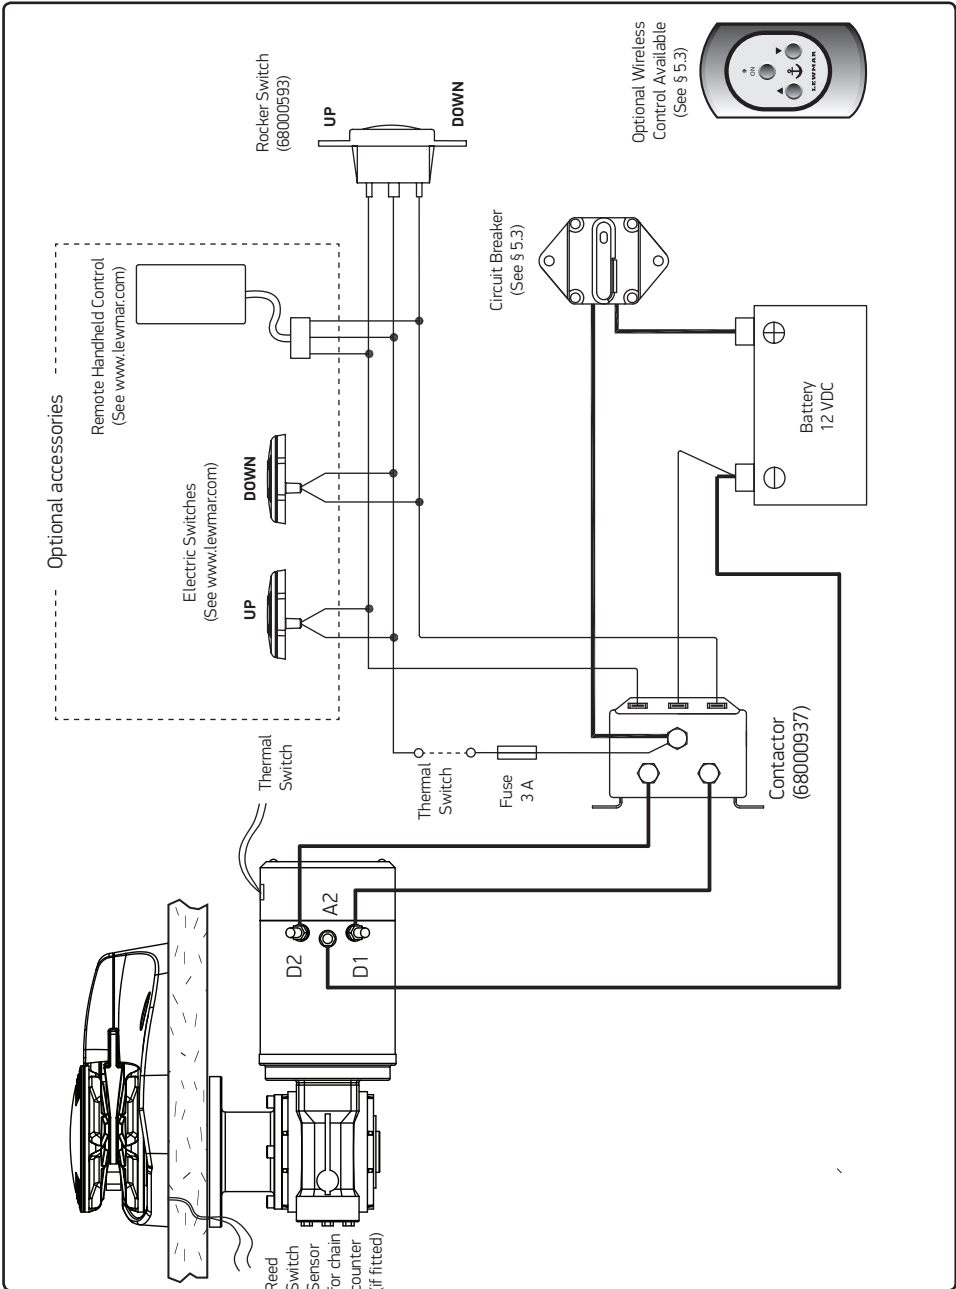 Optional accessories
Remote Handheld Control
(See www.lewmar.com)
Electric Switches
(See www.lewmar.com)
UP
DOWN
Rocker Switch
(68000593)
UP
DOWN
Optional Wireless
Control Available
(See § 5.3)
ON
LEWMAR
Circuit Breaker
(See § 5.3)
Battery
12 VDC
Thermal
Switch
Thermal
Switch
Fuse
3 A
Contactor
(68000937)
D2
A2
D1
Reed
Switch
Sensor
for chain
counter
(if fitted)